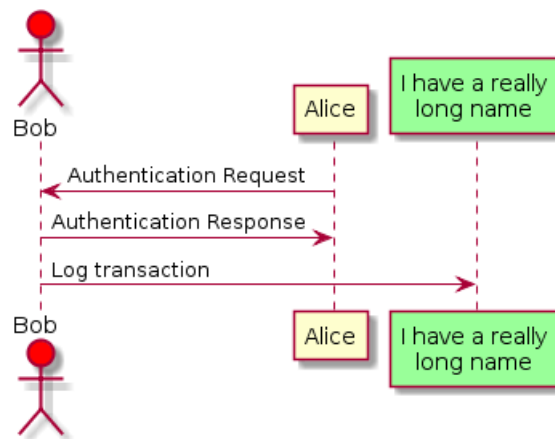 Bob
Alice
I have a really
long name
Authentication Request
Authentication Response
Log transaction
Bob
Alice
I have a really
long name